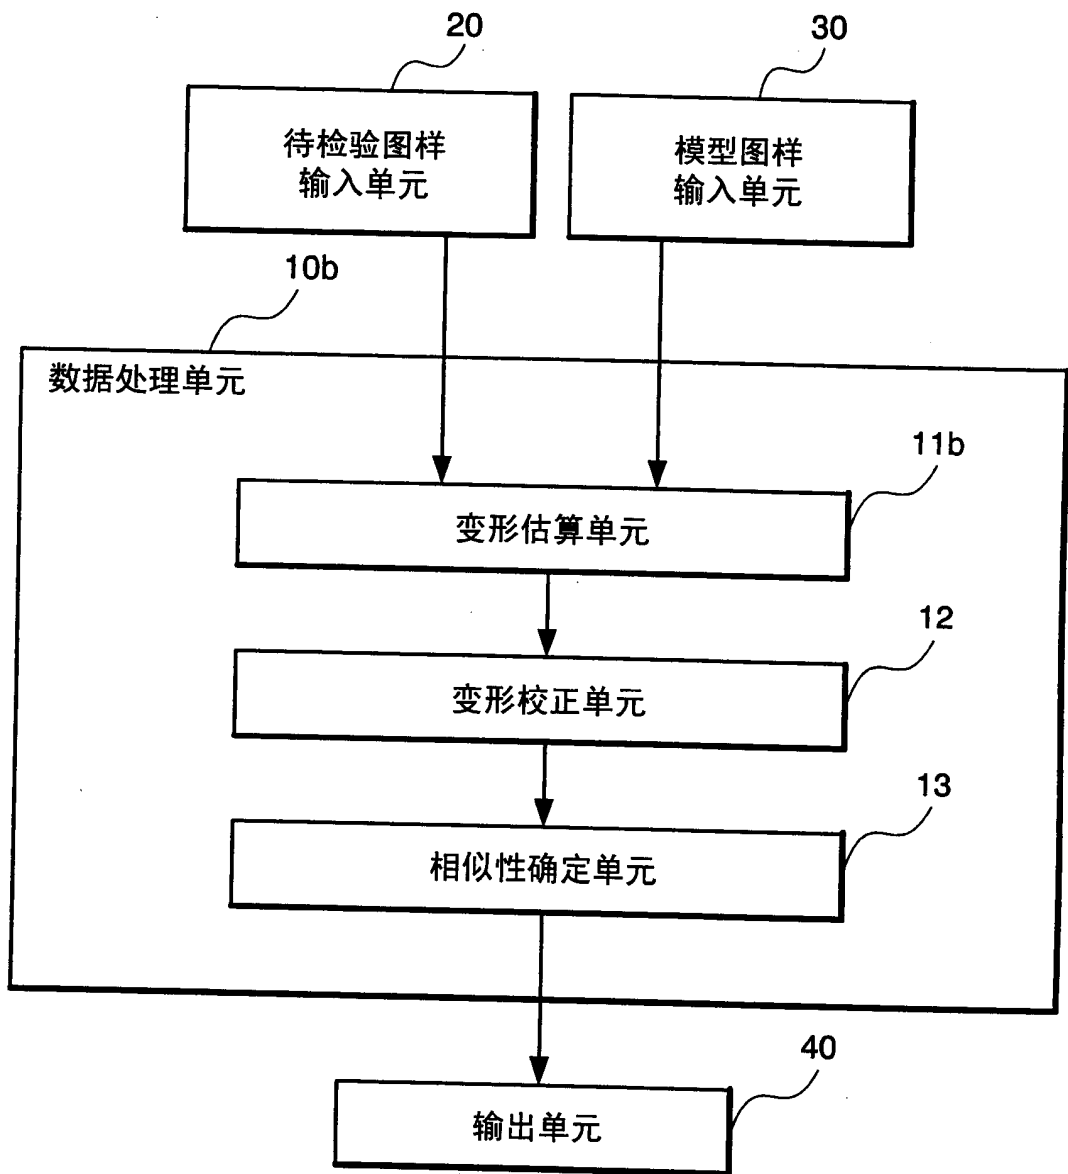 20
30
待检验图样
输入单元
模型图样
输入单元
10b
数据处理单元
11b
变形估算单元
12
变形校正单元
13
相似性确定单元
40
输出单元